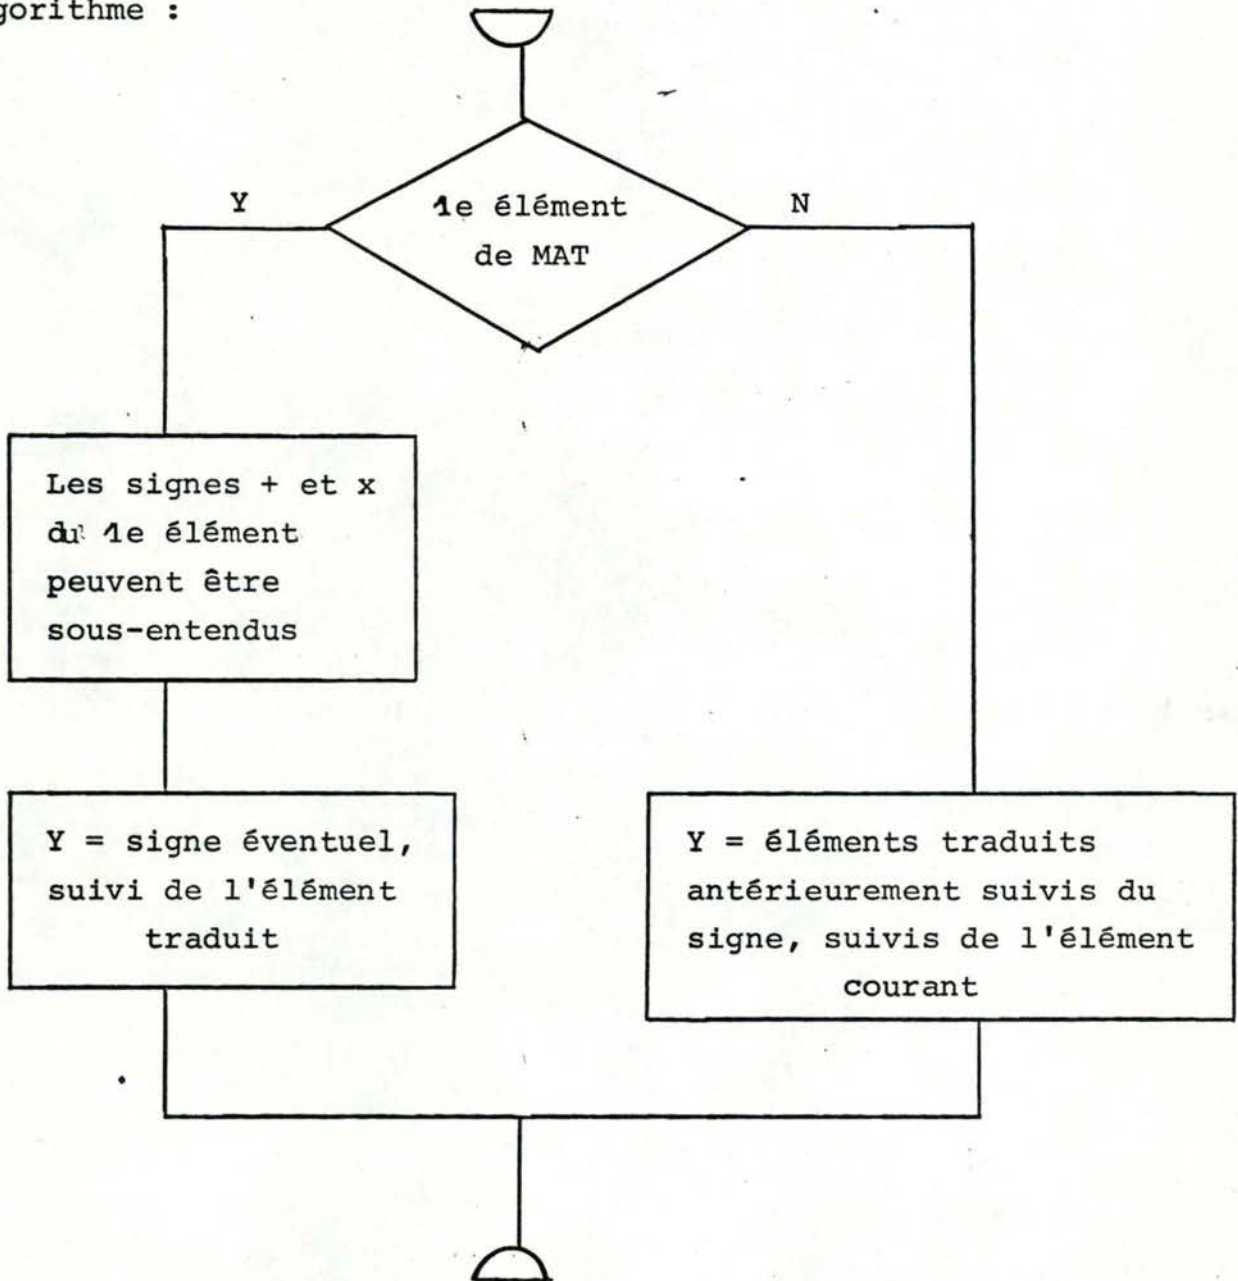 gorithme :
Y
1e élément
de MAT
N
Les signes + et x
du 1e élément
peuvent être
sous-entendus
Y = signe éventuel,
suivi de l'élément
traduit
Y = éléments traduits
antérieurement suivis du
signe, suivis de l'élément
courant